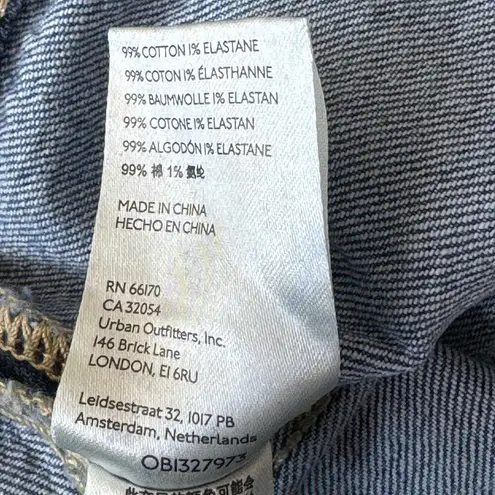 99% COTTON 1% ELASTANE
99% COTON 1% ÉLASTHANNE
99% BAUMWOLLE 1% ELASTAN
99% COTONE 1% ELASTAN
99% ALGODÓN 1% ELASTANE
99% 棉 1% 氨纶
MADE IN CHINA
HECHO EN CHINA
RN 66170
CA 32054
Urban Outfitters, Inc.
146 Brick Lane
LONDON, E1 6RU
Leidsestraat 32, 1017 PB
Amsterdam, Netherlands
OB1327973